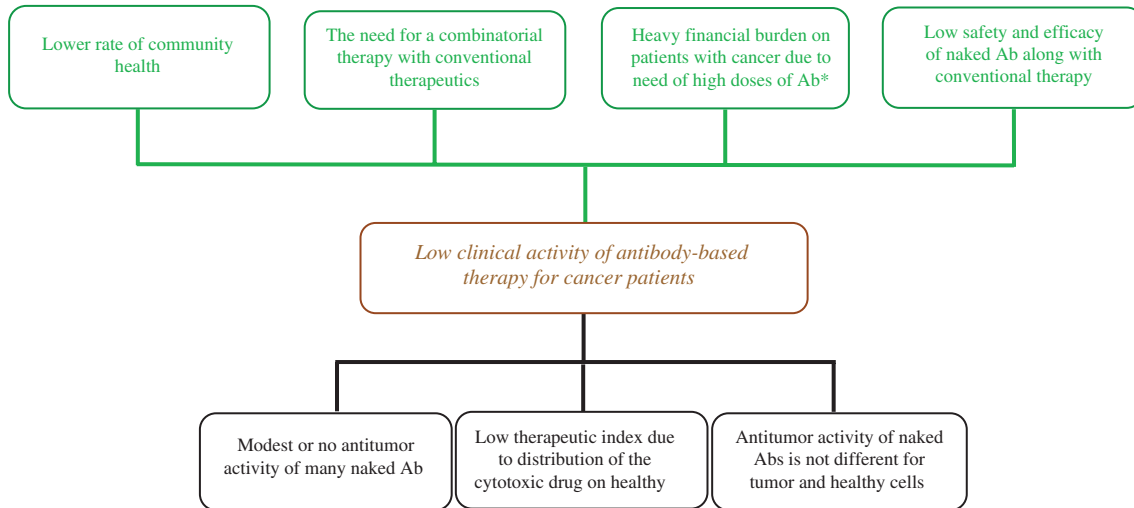 Lower rate of community
health
The need for a combinatorial
therapy with conventional
therapeutics
Heavy financial burden on
patients with cancer due to
need of high doses of Ab*
Low safety and efficacy
of naked Ab along with
conventional therapy
Low clinical activity of antibody-based
therapy for cancer patients
Modest or no antitumor
activity of many naked Ab
Low therapeutic index due
to distribution of the
cytotoxic drug on healthy
Antitumor activity of naked
Abs is not different for
tumor and healthy cells